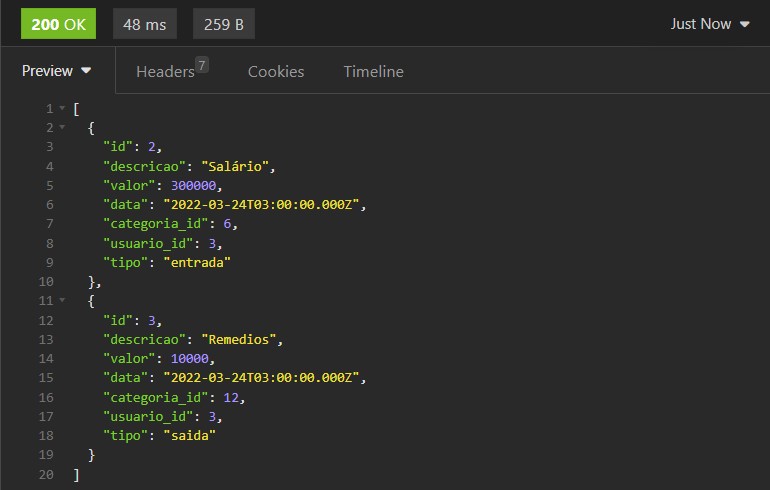 200 OK 48 ms 259 B Just Now
Preview Headers 7 Cookies Timeline
1 [
2 {
3 "id": 2,
4 "descricao": "Salário",
5 "valor": 300000,
6 "data": "2022-03-24T03:00:00.000Z",
7 "categoria_id": 6,
8 "usuario_id": 3,
9 "tipo": "entrada"
10 },
11 {
12 "id": 3,
13 "descricao": "Remedios",
14 "valor": 10000,
15 "data": "2022-03-24T03:00:00.000Z",
16 "categoria_id": 12,
17 "usuario_id": 3,
18 "tipo": "saida"
19 }
20 ]